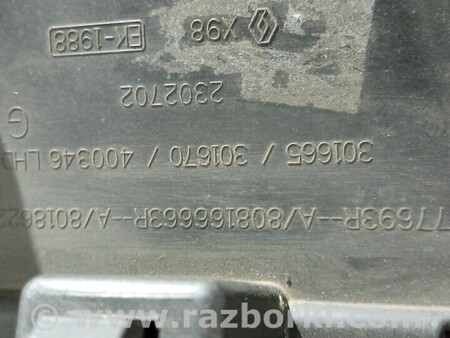 77693R--A/808166663R--A/8018622
301665 / 301670 / 400346 LHD
2302702 G
X98 EK-1988
www.razborka.com